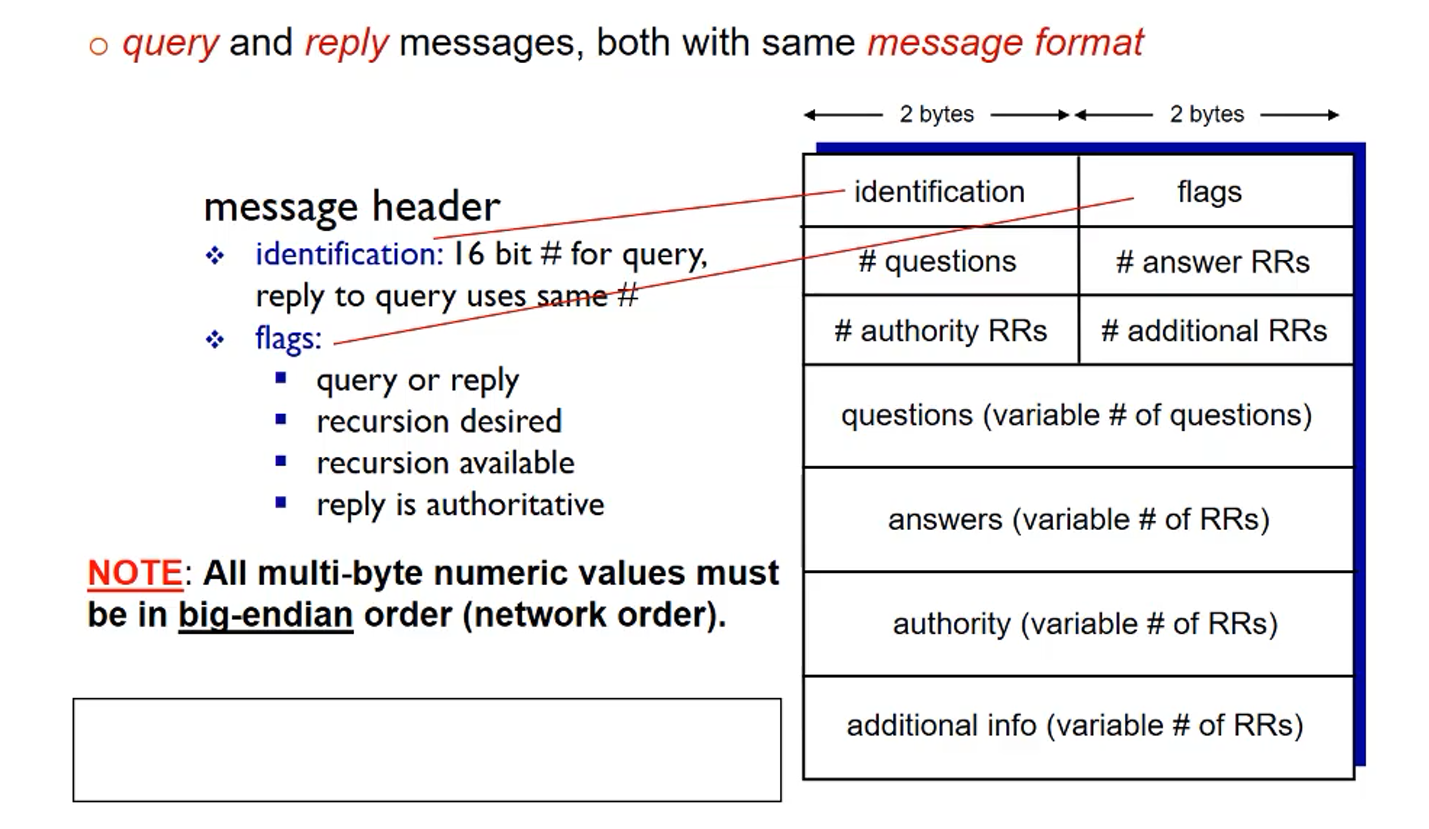 ○ query and reply messages, both with same message format
2 bytes 2 bytes
message header
❖ identification: 16 bit # for query,
reply to query uses same #
❖ flags:
▪ query or reply
▪ recursion desired
▪ recursion available
▪ reply is authoritative
NOTE: All multi-byte numeric values must
be in big-endian order (network order).
identification flags
# questions # answer RRs
# authority RRs # additional RRs
questions (variable # of questions)
answers (variable # of RRs)
authority (variable # of RRs)
additional info (variable # of RRs)